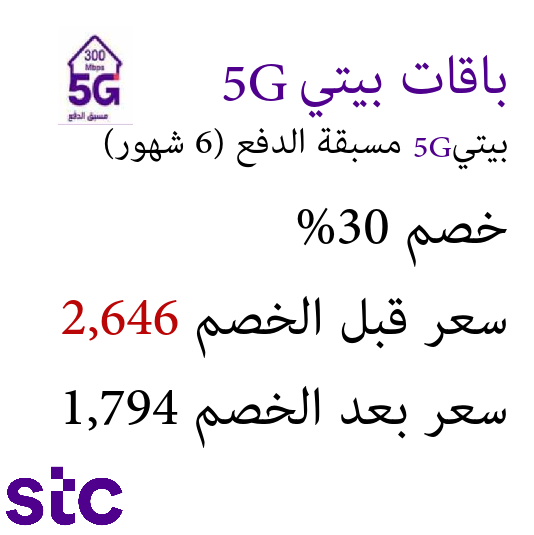 300
Mbps
5G
مسبق الدفع
باقات بيتي 5G
بيتي5G مسبقة الدفع (6 شهور)
خصم 30%
سعر قبل الخصم 2,646
سعر بعد الخصم 1,794
stc